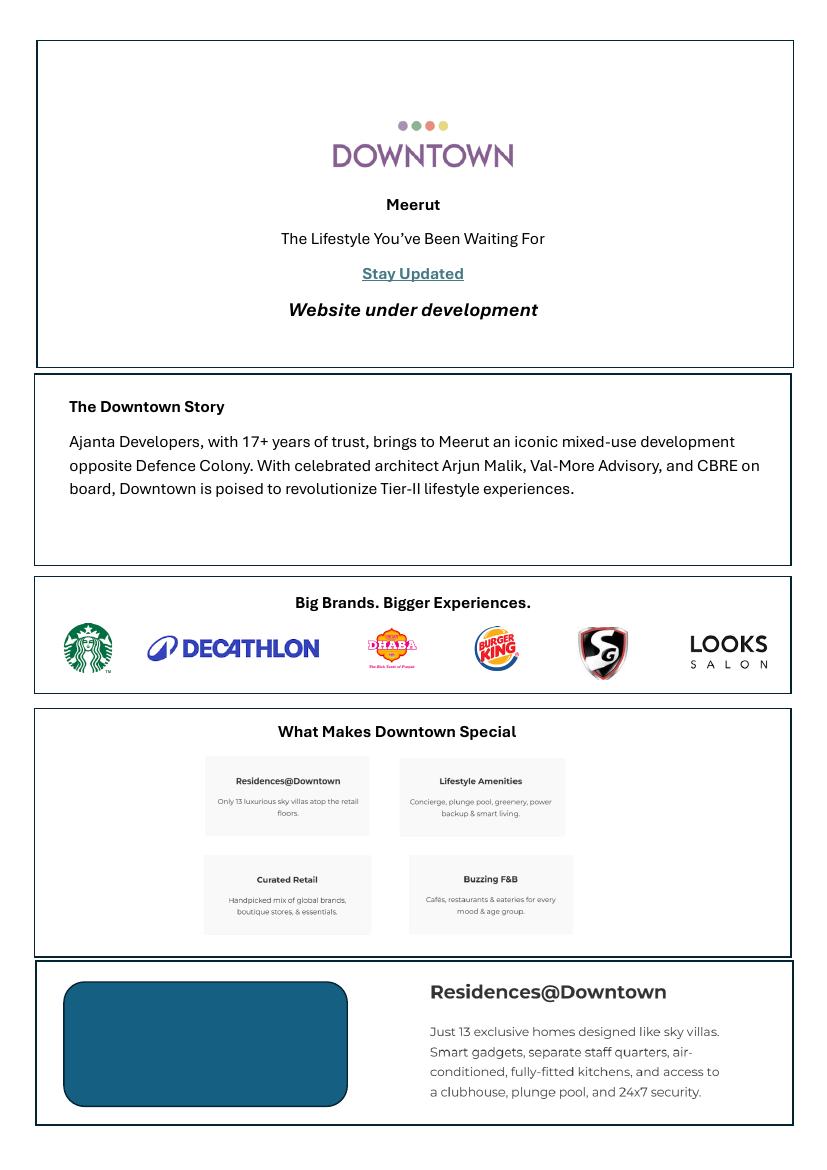 DOWNTOWN
Meerut
The Lifestyle You’ve Been Waiting For
Stay Updated
Website under development
The Downtown Story
Ajanta Developers, with 17+ years of trust, brings to Meerut an iconic mixed-use development
opposite Defence Colony. With celebrated architect Arjun Malik, Val-More Advisory, and CBRE on
board, Downtown is poised to revolutionize Tier-II lifestyle experiences.
Big Brands. Bigger Experiences.
TM
DECATHLON
DHABA
The Rich Taste of Punjab
BURGER
KING
SG
LOOKS
SALON
What Makes Downtown Special
Residences@Downtown
Only 13 luxurious sky villas atop the retail
floors.
Lifestyle Amenities
Concierge, plunge pool, greenery, power
backup & smart living.
Curated Retail
Handpicked mix of global brands,
boutique stores, & essentials.
Buzzing F&B
Cafés, restaurants & eateries for every
mood & age group.
Residences@Downtown
Just 13 exclusive homes designed like sky villas.
Smart gadgets, separate staff quarters, air-
conditioned, fully-fitted kitchens, and access to
a clubhouse, plunge pool, and 24x7 security.